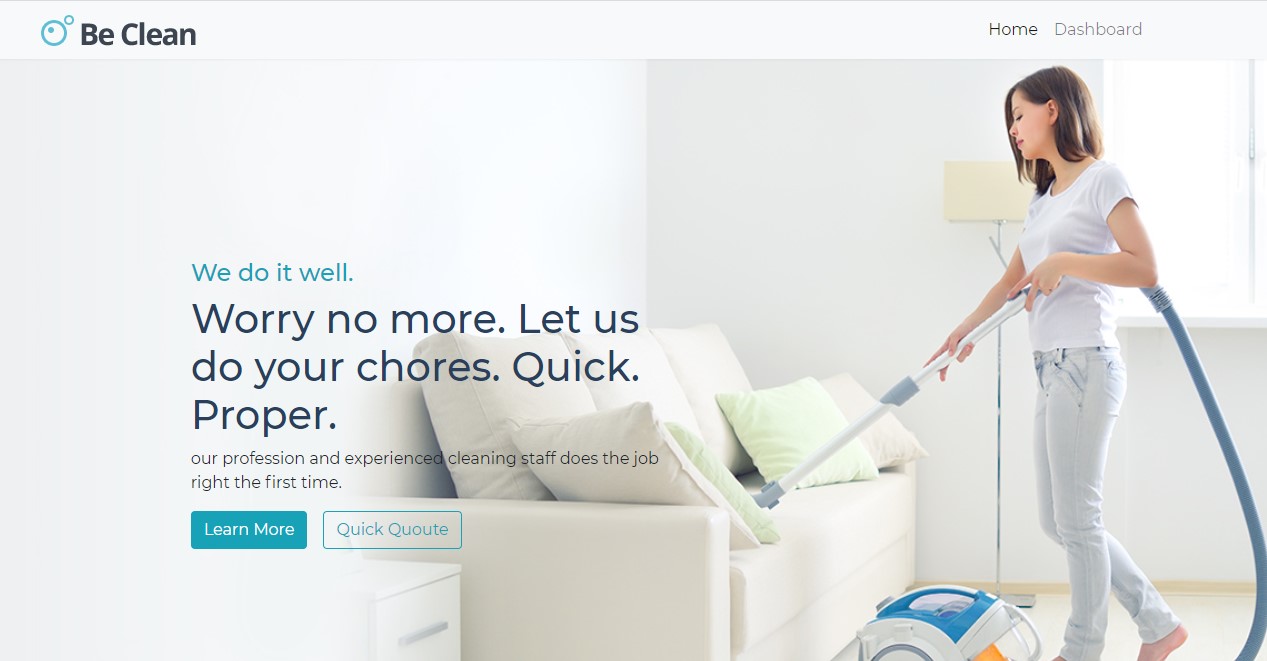 Be Clean
Home Dashboard
We do it well.
Worry no more. Let us
do your chores. Quick.
Proper.
our profession and experienced cleaning staff does the job
right the first time.
Learn More Quick Quoute